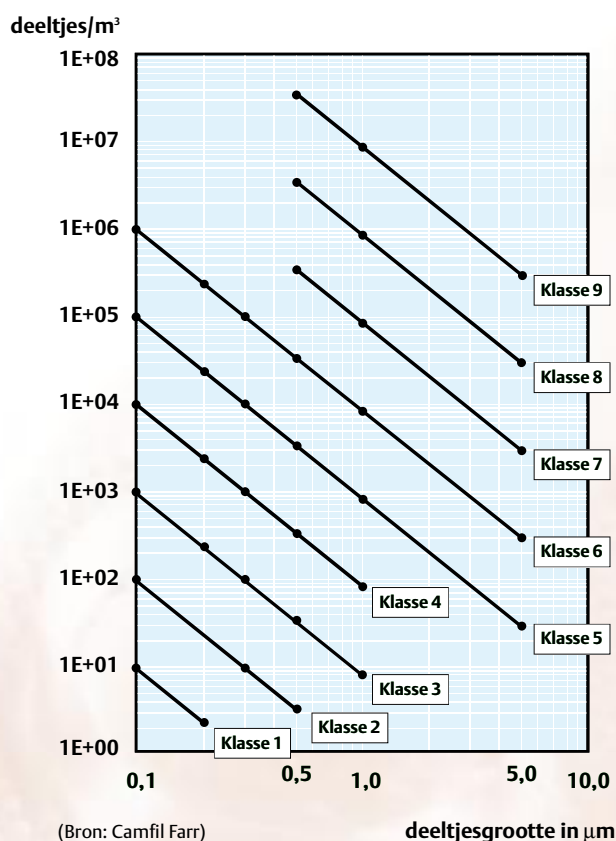 deeltjes/m³
1E+08
1E+07
1E+06
1E+05
1E+04
1E+03
1E+02
1E+01
1E+00
Klasse 9
Klasse 8
Klasse 7
Klasse 6
Klasse 5
Klasse 4
Klasse 3
Klasse 2
Klasse 1
0,1 0,5 1,0 5,0 10,0
(Bron: Camfil Farr) deeltjesgrootte in μm